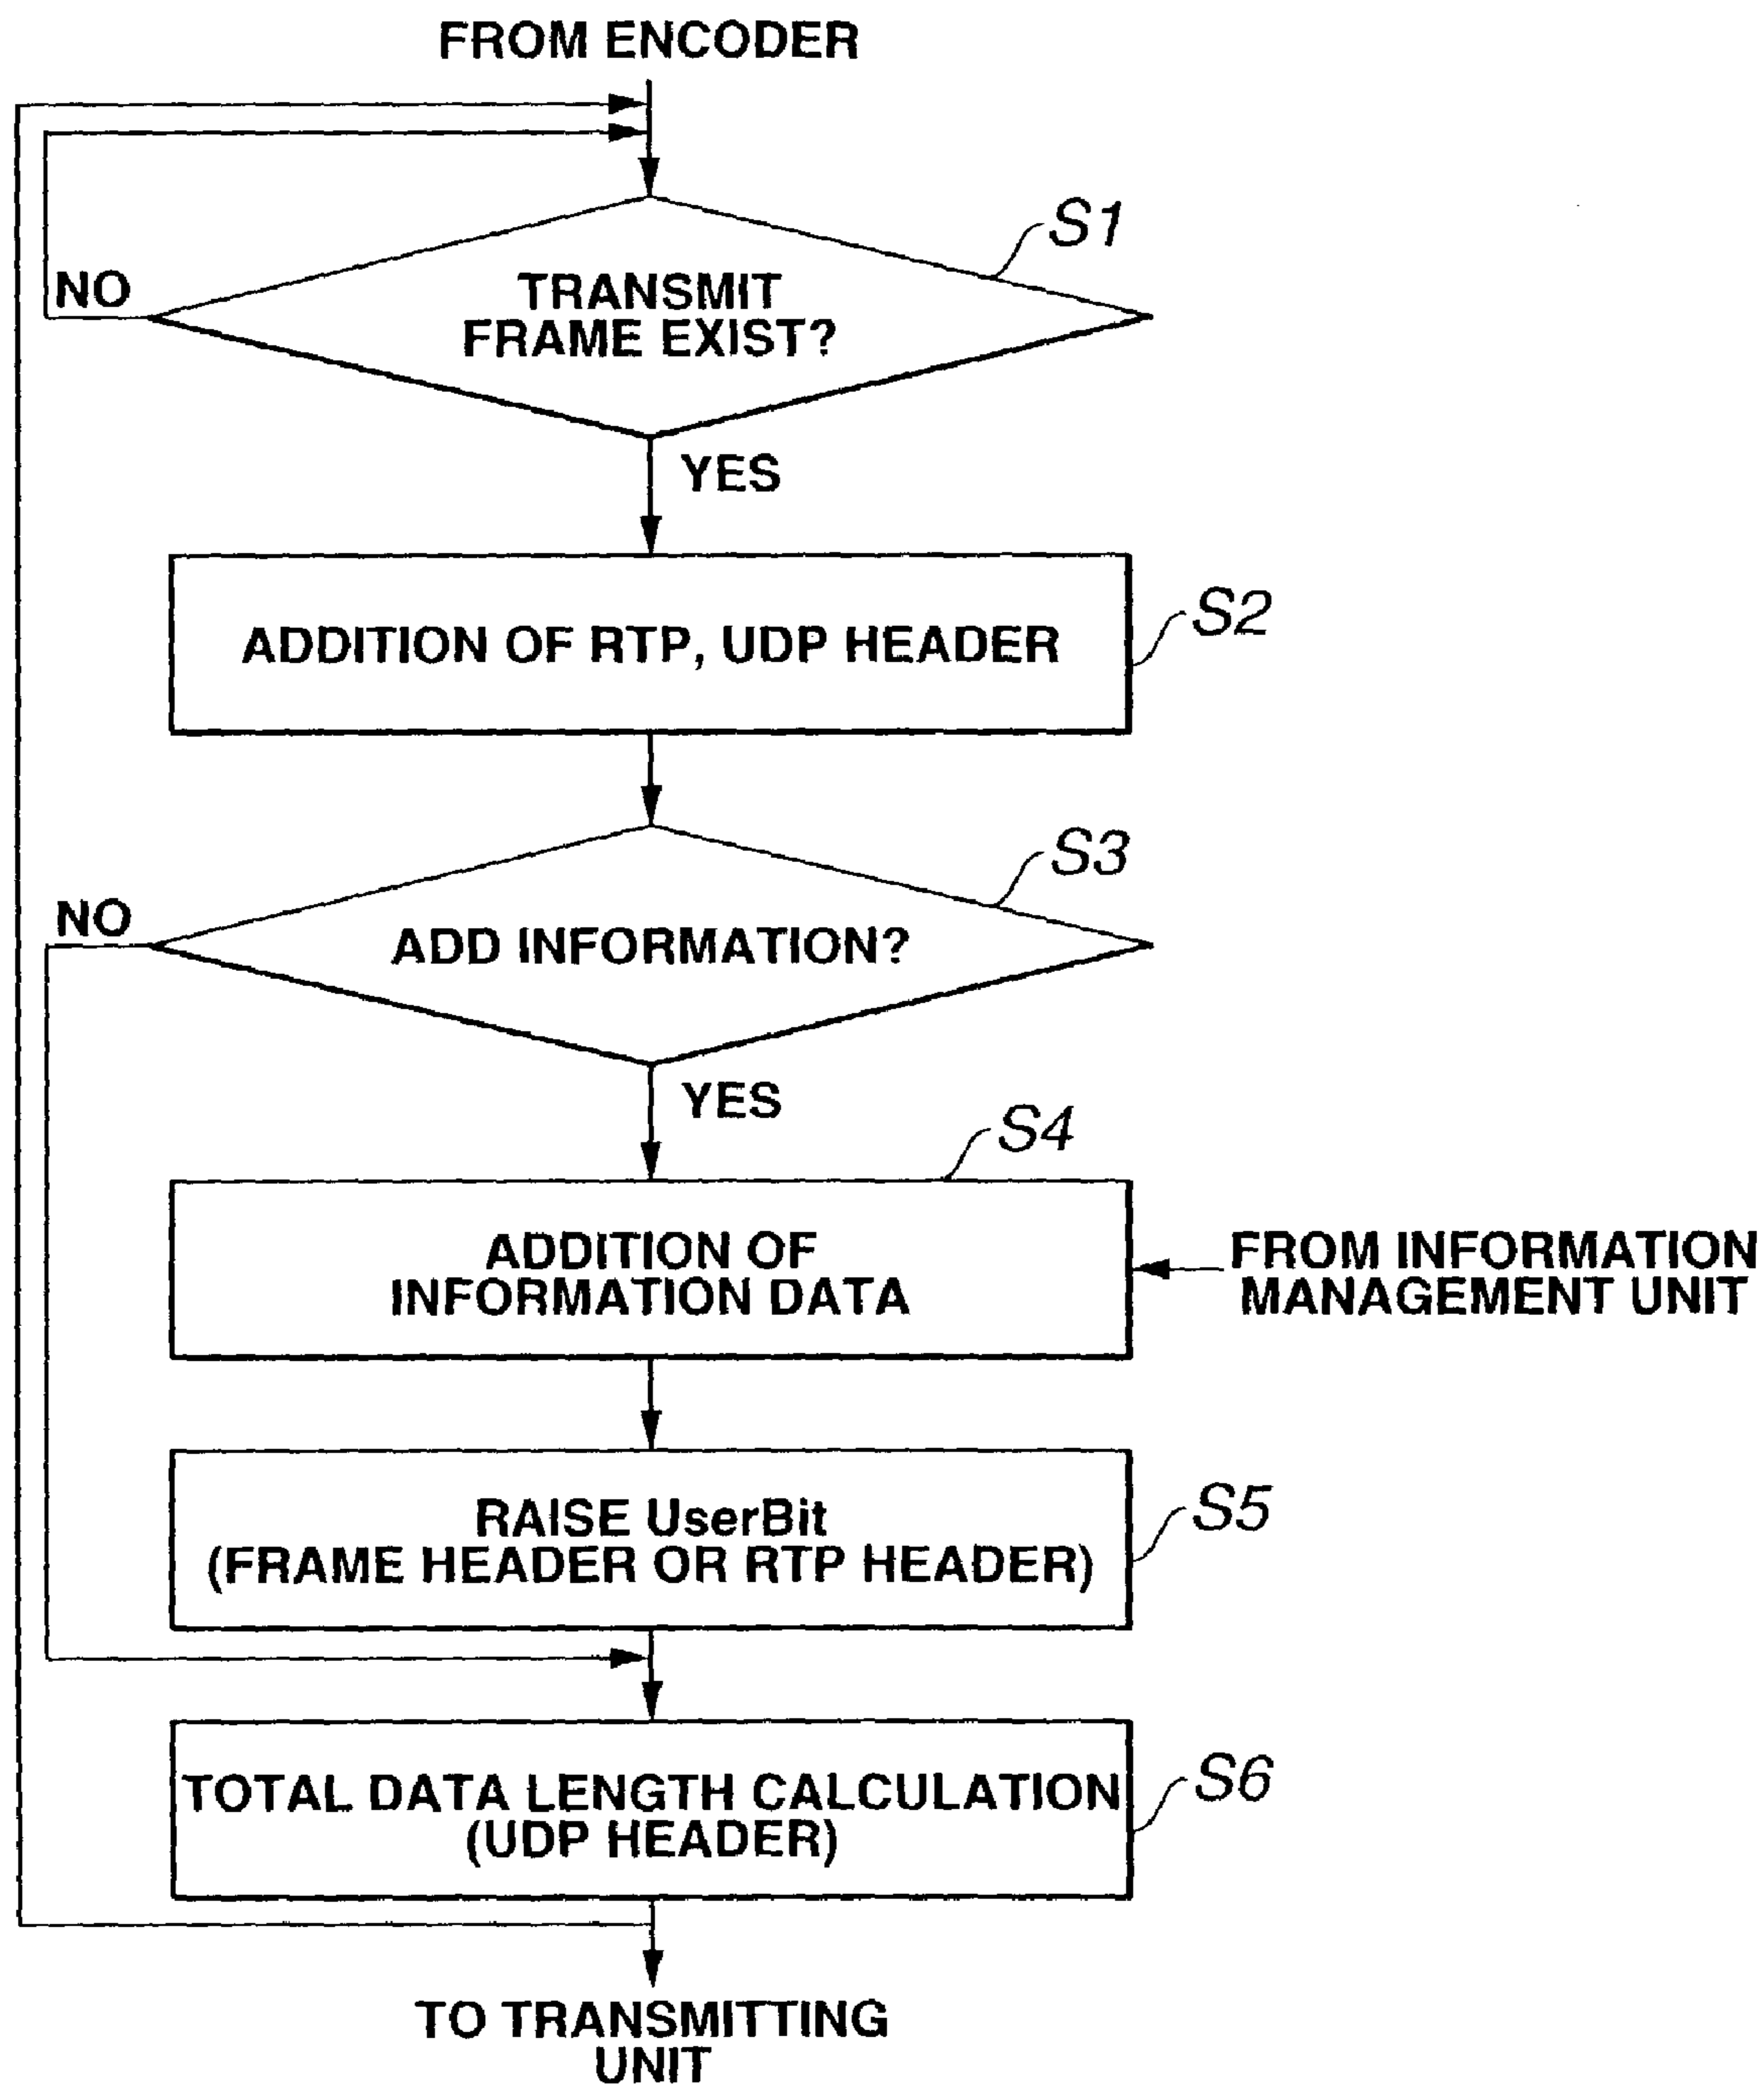 FROM ENCODER
S1
NO
TRANSMIT
FRAME EXIST?
YES
ADDITION OF RTP, UDP HEADER
S2
S3
NO
ADD INFORMATION?
YES
S4
ADDITION OF
INFORMATION DATA
FROM INFORMATION
MANAGEMENT UNIT
RAISE UserBit
(FRAME HEADER OR RTP HEADER)
S5
TOTAL DATA LENGTH CALCULATION
(UDP HEADER)
S6
TO TRANSMITTING
UNIT